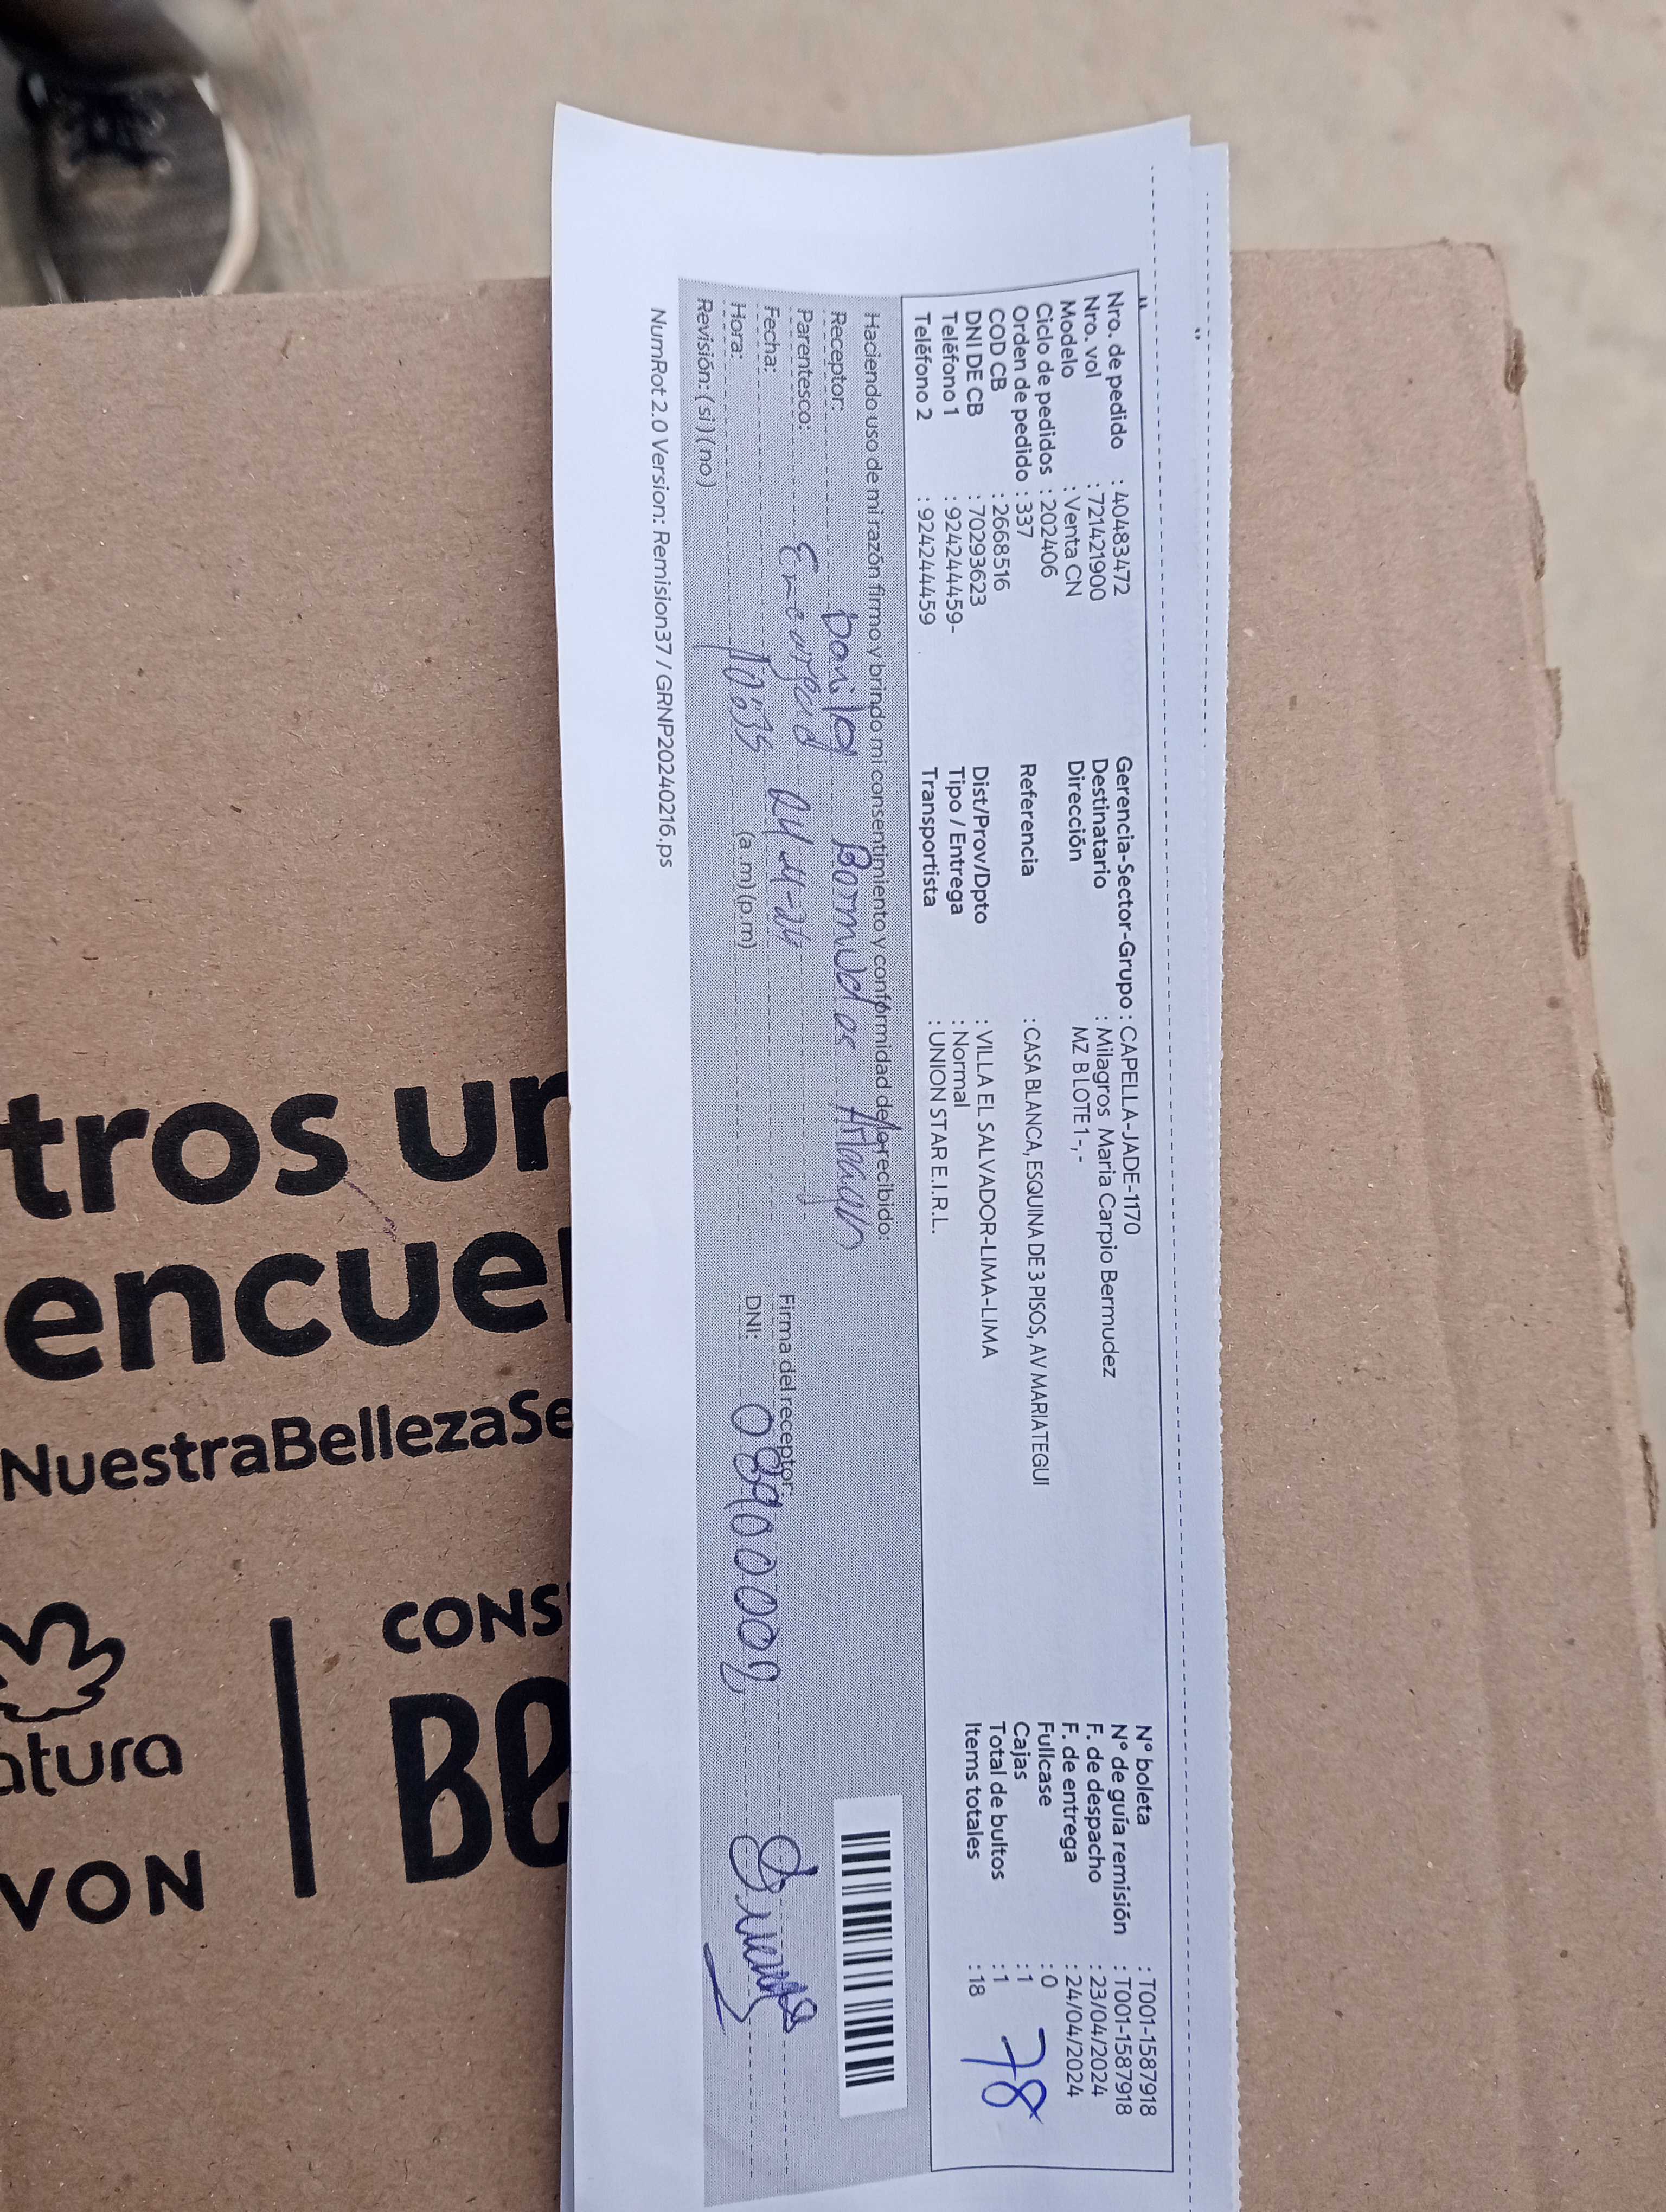 Nro. de pedido : 40483472
Nro. vol : 721421900
Modelo : Venta CN
Ciclo de pedidos : 202406
Orden de pedido : 337
COD CB : 2668516
DNI DE CB : 70293623
Teléfono 1 : 924244459-
Teléfono 2 : 924244459
Gerencia-Sector-Grupo : CAPELLA-JADE-1170
Destinatario : Milagros Maria Carpio Bermudez
Dirección MZ B LOTE 1 -,-
Referencia : CASA BLANCA, ESQUINA DE 3 PISOS, AV MARIATEGUI
Dist/Prov/Dpto : VILLA EL SALVADOR-LIMA-LIMA
Tipo / Entrega : Normal
Transportista : UNION STAR E.I.R.L.
N° boleta : T001-1587918
N° de guía remisión : T001-1587918
F. de despacho : 23/04/2024
F. de entrega : 24/04/2024
Fullcase : 0
Cajas : 1
Total de bultos : 1
Items totales : 18
78
Haciendo uso de mi razón firmo y brindo mi consentimiento y conformidad de lo recibido:
Receptor:
Parentesco:
Fecha:
Hora: 10:35 (a.m) (p.m)
Revisión: ( si ) ( no )
Firma del receptor:
DNI:
NumRot 2.0 Version: Remision37 / GRNP20240216.ps
tros un
encue
NuestraBellezaSe
atura
VON
CONS
Be